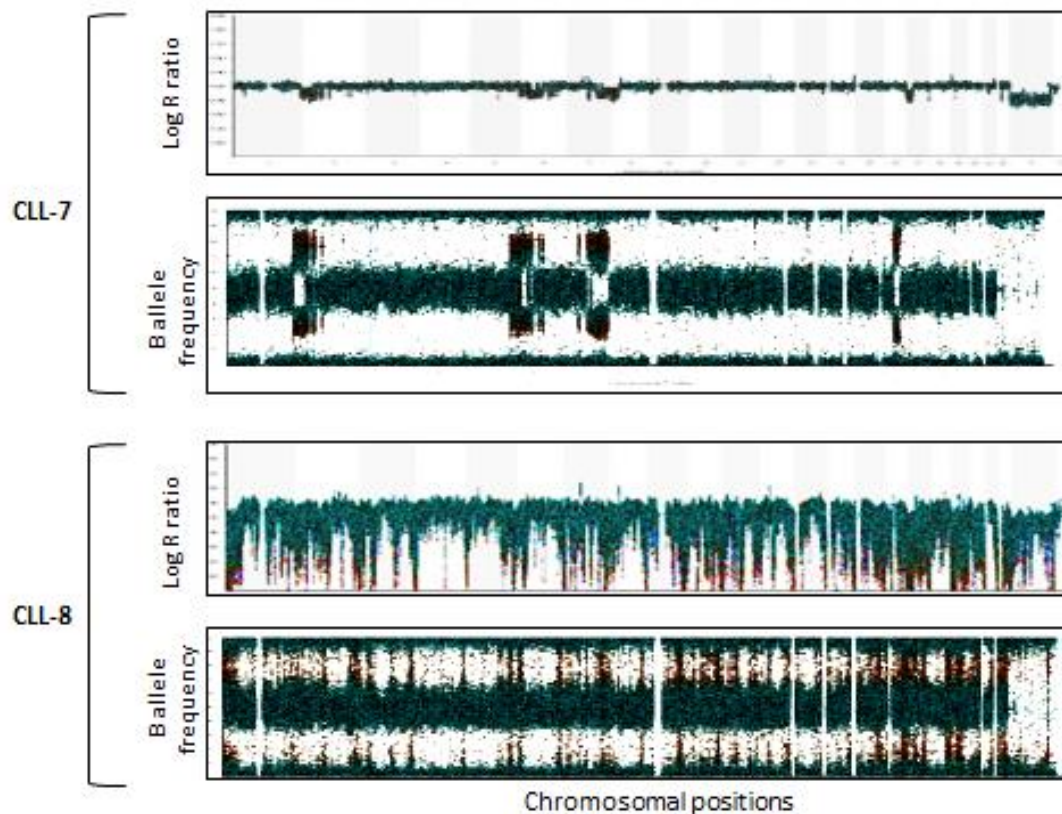 Log R ratio
CLL-7
B allele
frequency
Log R ratio
CLL-8
B allele
frequency
Chromosomal positions